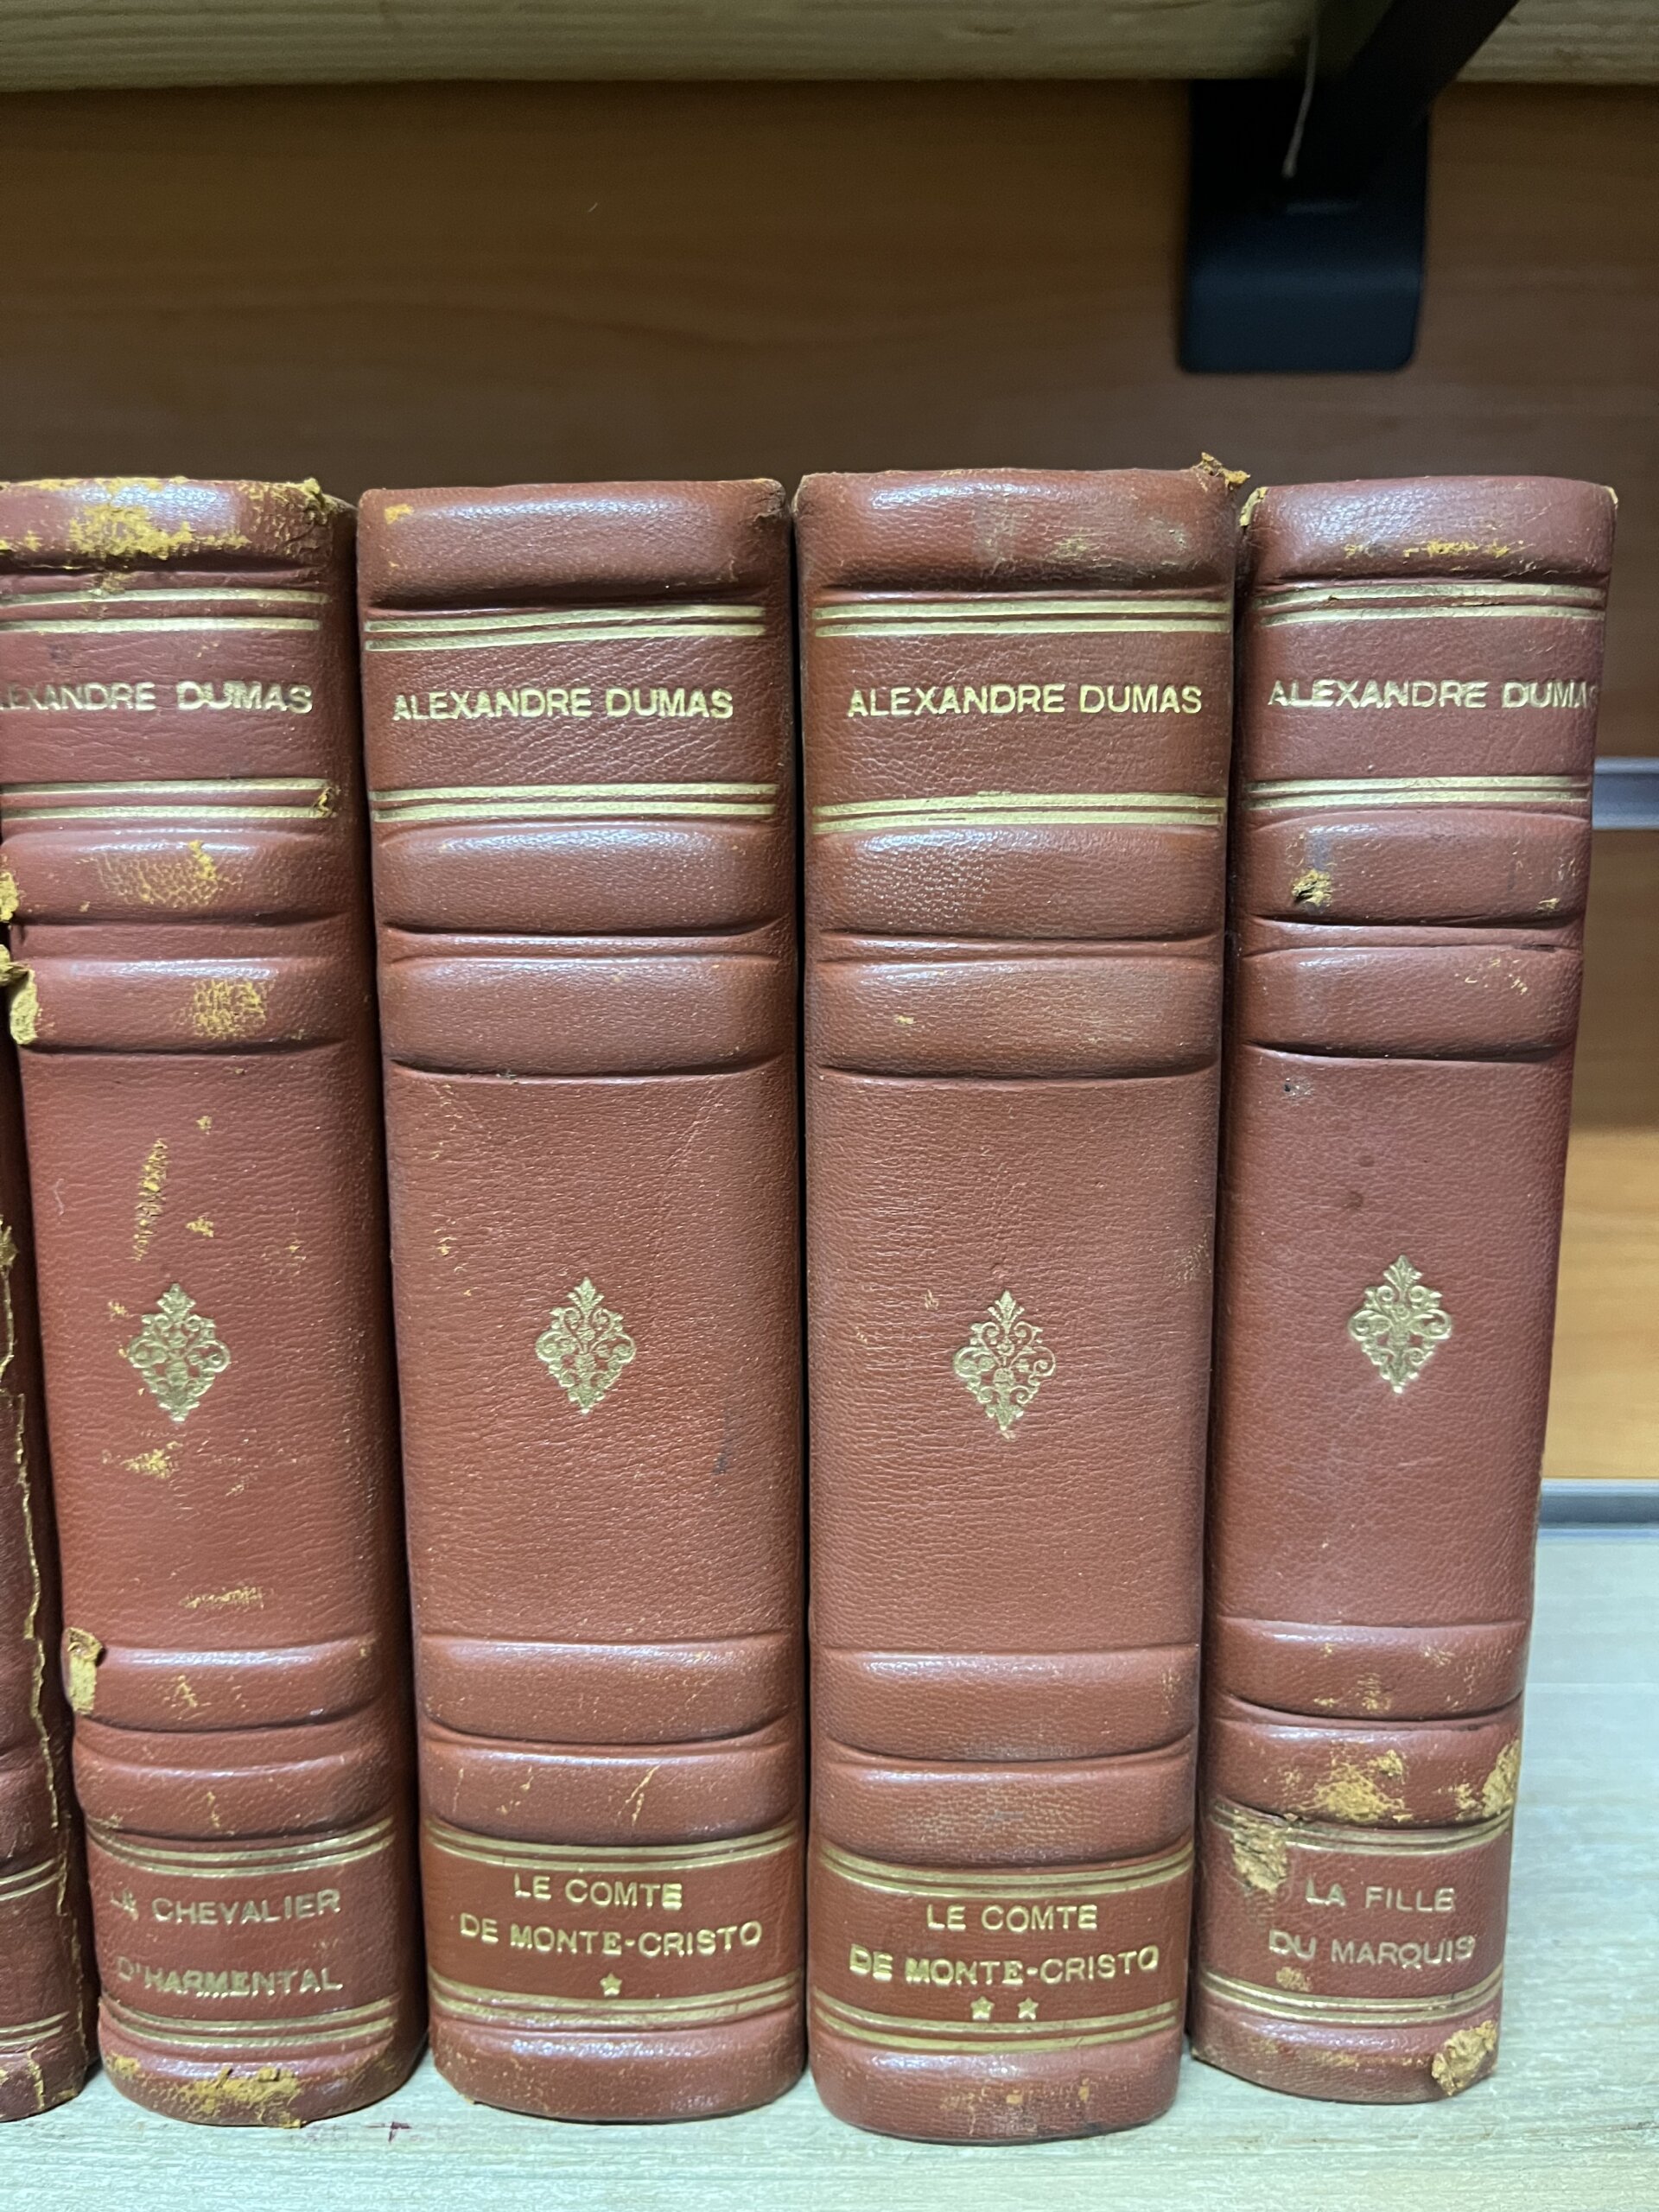 ALEXANDRE DUMAS
CHEVALIER
D'HARMENTAL
ALEXANDRE DUMAS
LE COMTE
DE MONTE-CRISTO
★
ALEXANDRE DUMAS
LE COMTE
DE MONTE-CRISTO
★ ★
ALEXANDRE DUMAS
LA FILLE
DU MARQUIS